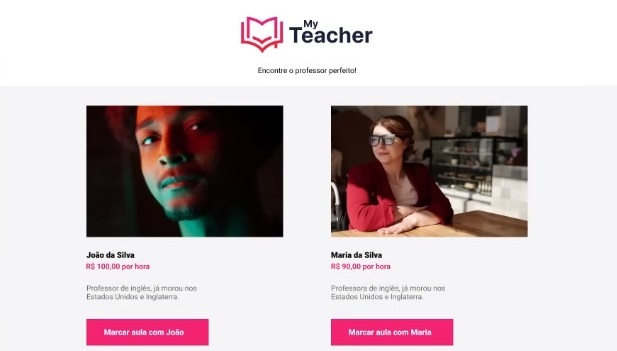 My
Teacher
Encontre o professor perfeito!
João da Silva
R$ 100,00 por hora
Professor de inglês, já morou nos
Estados Unidos e Inglaterra.
Marcar aula com João
Maria da Silva
R$ 90,00 por hora
Professora de inglês, já morou nos
Estados Unidos e Inglaterra.
Marcar aula com Maria